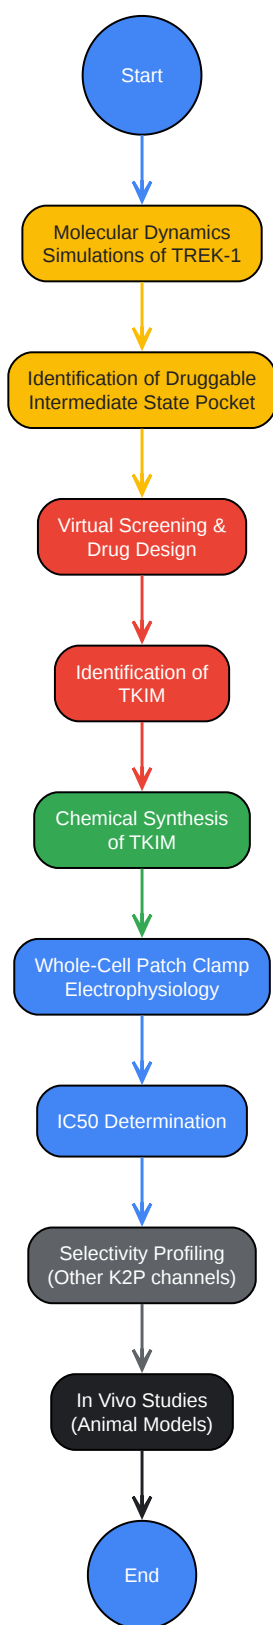 Start
Molecular Dynamics
Simulations of TREK-1
Identification of Druggable
Intermediate State Pocket
Virtual Screening &
Drug Design
Identification of
TKIM
Chemical Synthesis
of TKIM
Whole-Cell Patch Clamp
Electrophysiology
IC50 Determination
Selectivity Profiling
(Other K2P channels)
In Vivo Studies
(Animal Models)
End